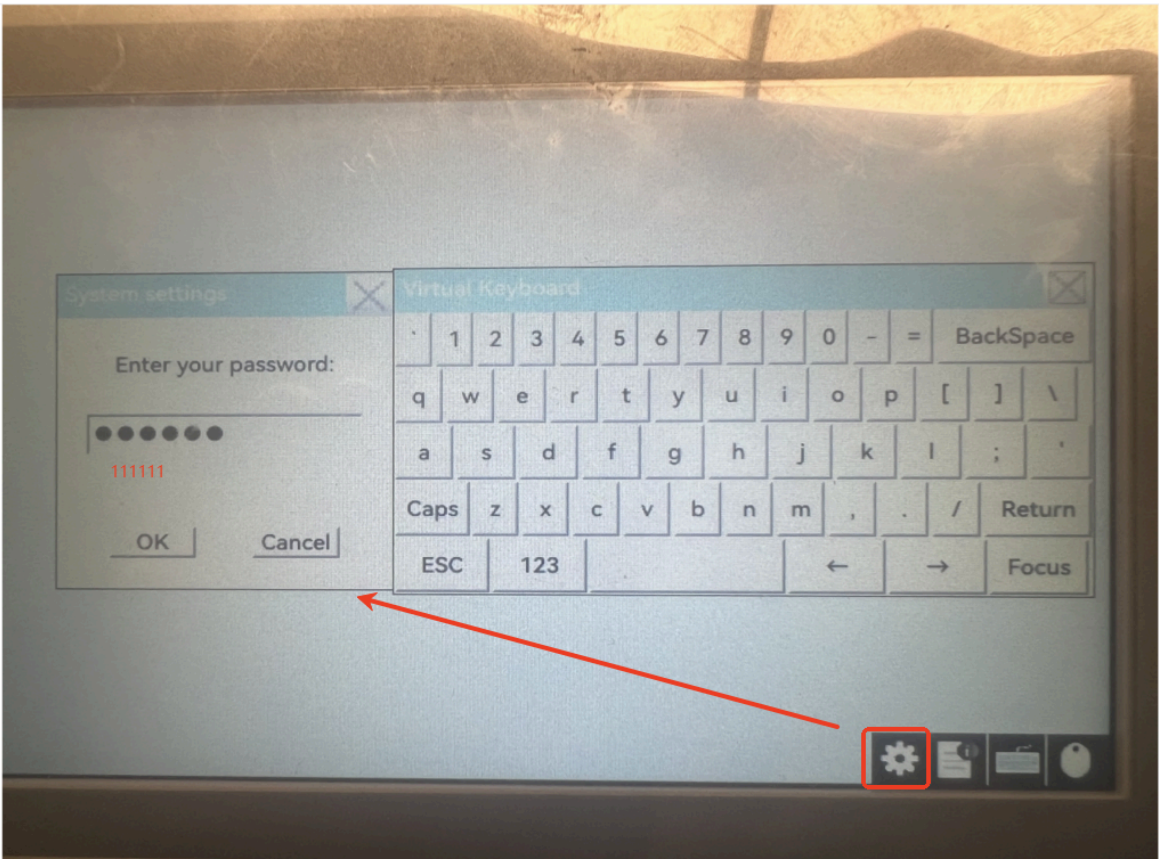 System settings
Enter your password:
●●●●●●
111111
OK Cancel
Virtual Keyboard
` 1 2 3 4 5 6 7 8 9 0 - = BackSpace
q w e r t y u i o p [ ] \
a s d f g h j k l ; '
Caps z x c v b n m , . / Return
ESC 123 ← → Focus